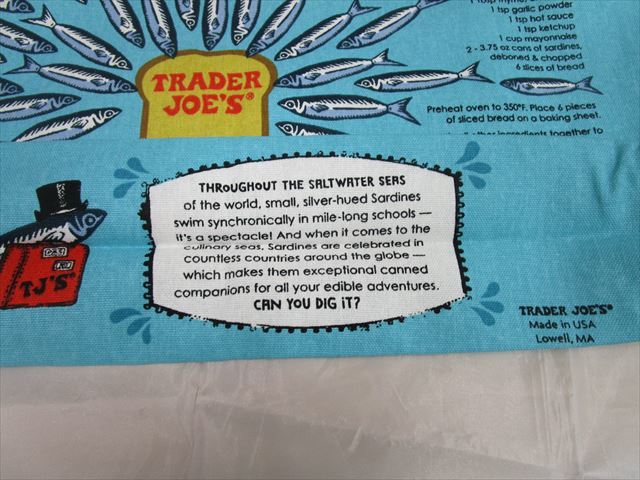 1 tsp garlic powder
1 tsp hot sauce
1 tsp ketchup
1 cup mayonnaise
2 - 3.75 oz cans of sardines,
deboned & chopped
6 slices of bread
Preheat oven to 350°F. Place 6 pieces
of sliced bread on a baking sheet.
ingredients together to
TRADER
JOE'S®
THROUGHOUT THE SALTWATER SEAS
of the world, small, silver-hued Sardines
swim synchronically in mile-long schools —
it's a spectacle! And when it comes to the
culinary seas, Sardines are celebrated in
countless countries around the globe —
which makes them exceptional canned
companions for all your edible adventures.
CAN YOU DIG iT?
TJ'S®
TRADER JOE'S®
Made in USA
Lowell, MA